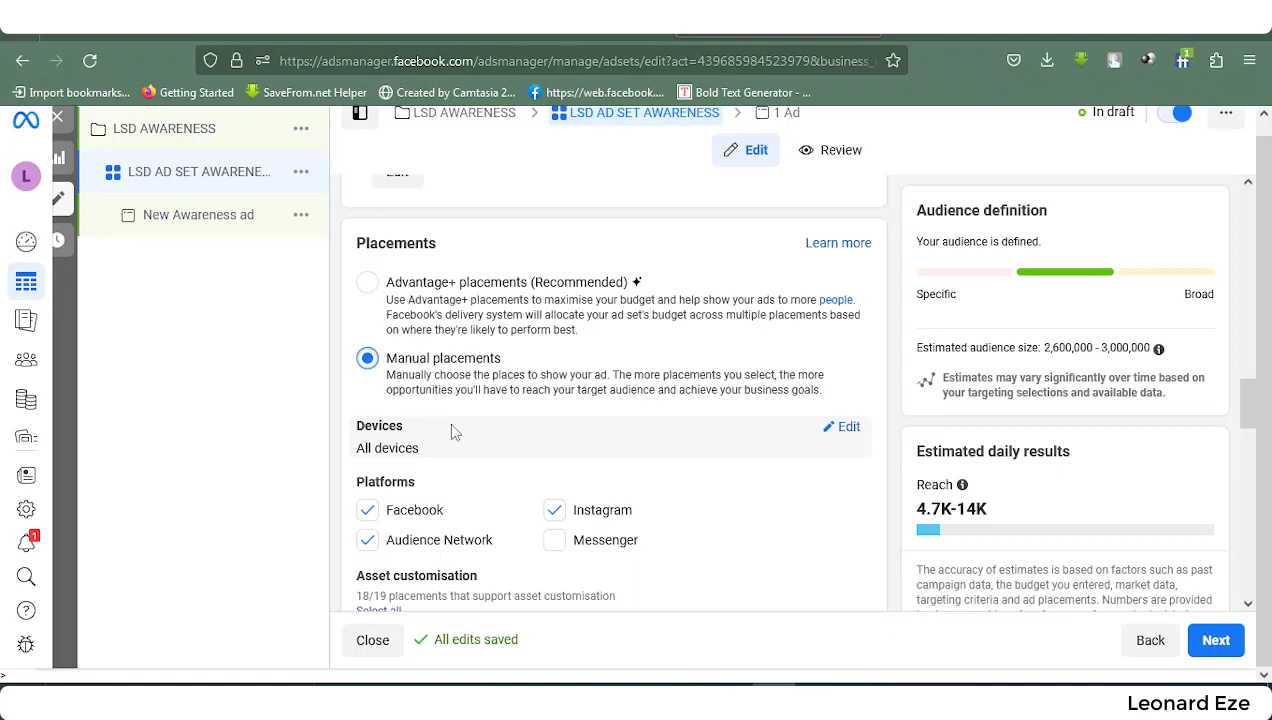 https://adsmanager.facebook.com/adsmanager/manage/adsets/edit?act=439685984523979&business_
1
Import bookmarks...
Getting Started
SaveFrom.net Helper
Created by Camtasia 2...
https://web.facebook....
Bold Text Generator - ...
LSD AWARENESS
LSD AD SET AWARENE...
New Awareness ad
L
1
LSD AWARENESS
LSD AD SET AWARENESS
1 Ad
In draft
Edit
Review
Edit
Placements
Learn more
Advantage+ placements (Recommended)
Use Advantage+ placements to maximise your budget and help show your ads to more people.
Facebook's delivery system will allocate your ad set's budget across multiple placements based
on where they're likely to perform best.
Manual placements
Manually choose the places to show your ad. The more placements you select, the more
opportunities you'll have to reach your target audience and achieve your business goals.
Devices
Edit
All devices
Platforms
Facebook
Instagram
Audience Network
Messenger
Asset customisation
18/19 placements that support asset customisation
Select all
Audience definition
Your audience is defined.
Specific
Broad
Estimated audience size: 2,600,000 - 3,000,000
Estimates may vary significantly over time based on
your targeting selections and available data.
Estimated daily results
Reach
4.7K-14K
The accuracy of estimates is based on factors such as past
campaign data, the budget you entered, market data,
targeting criteria and ad placements. Numbers are provided
Close
All edits saved
Back
Next
>
Leonard Eze